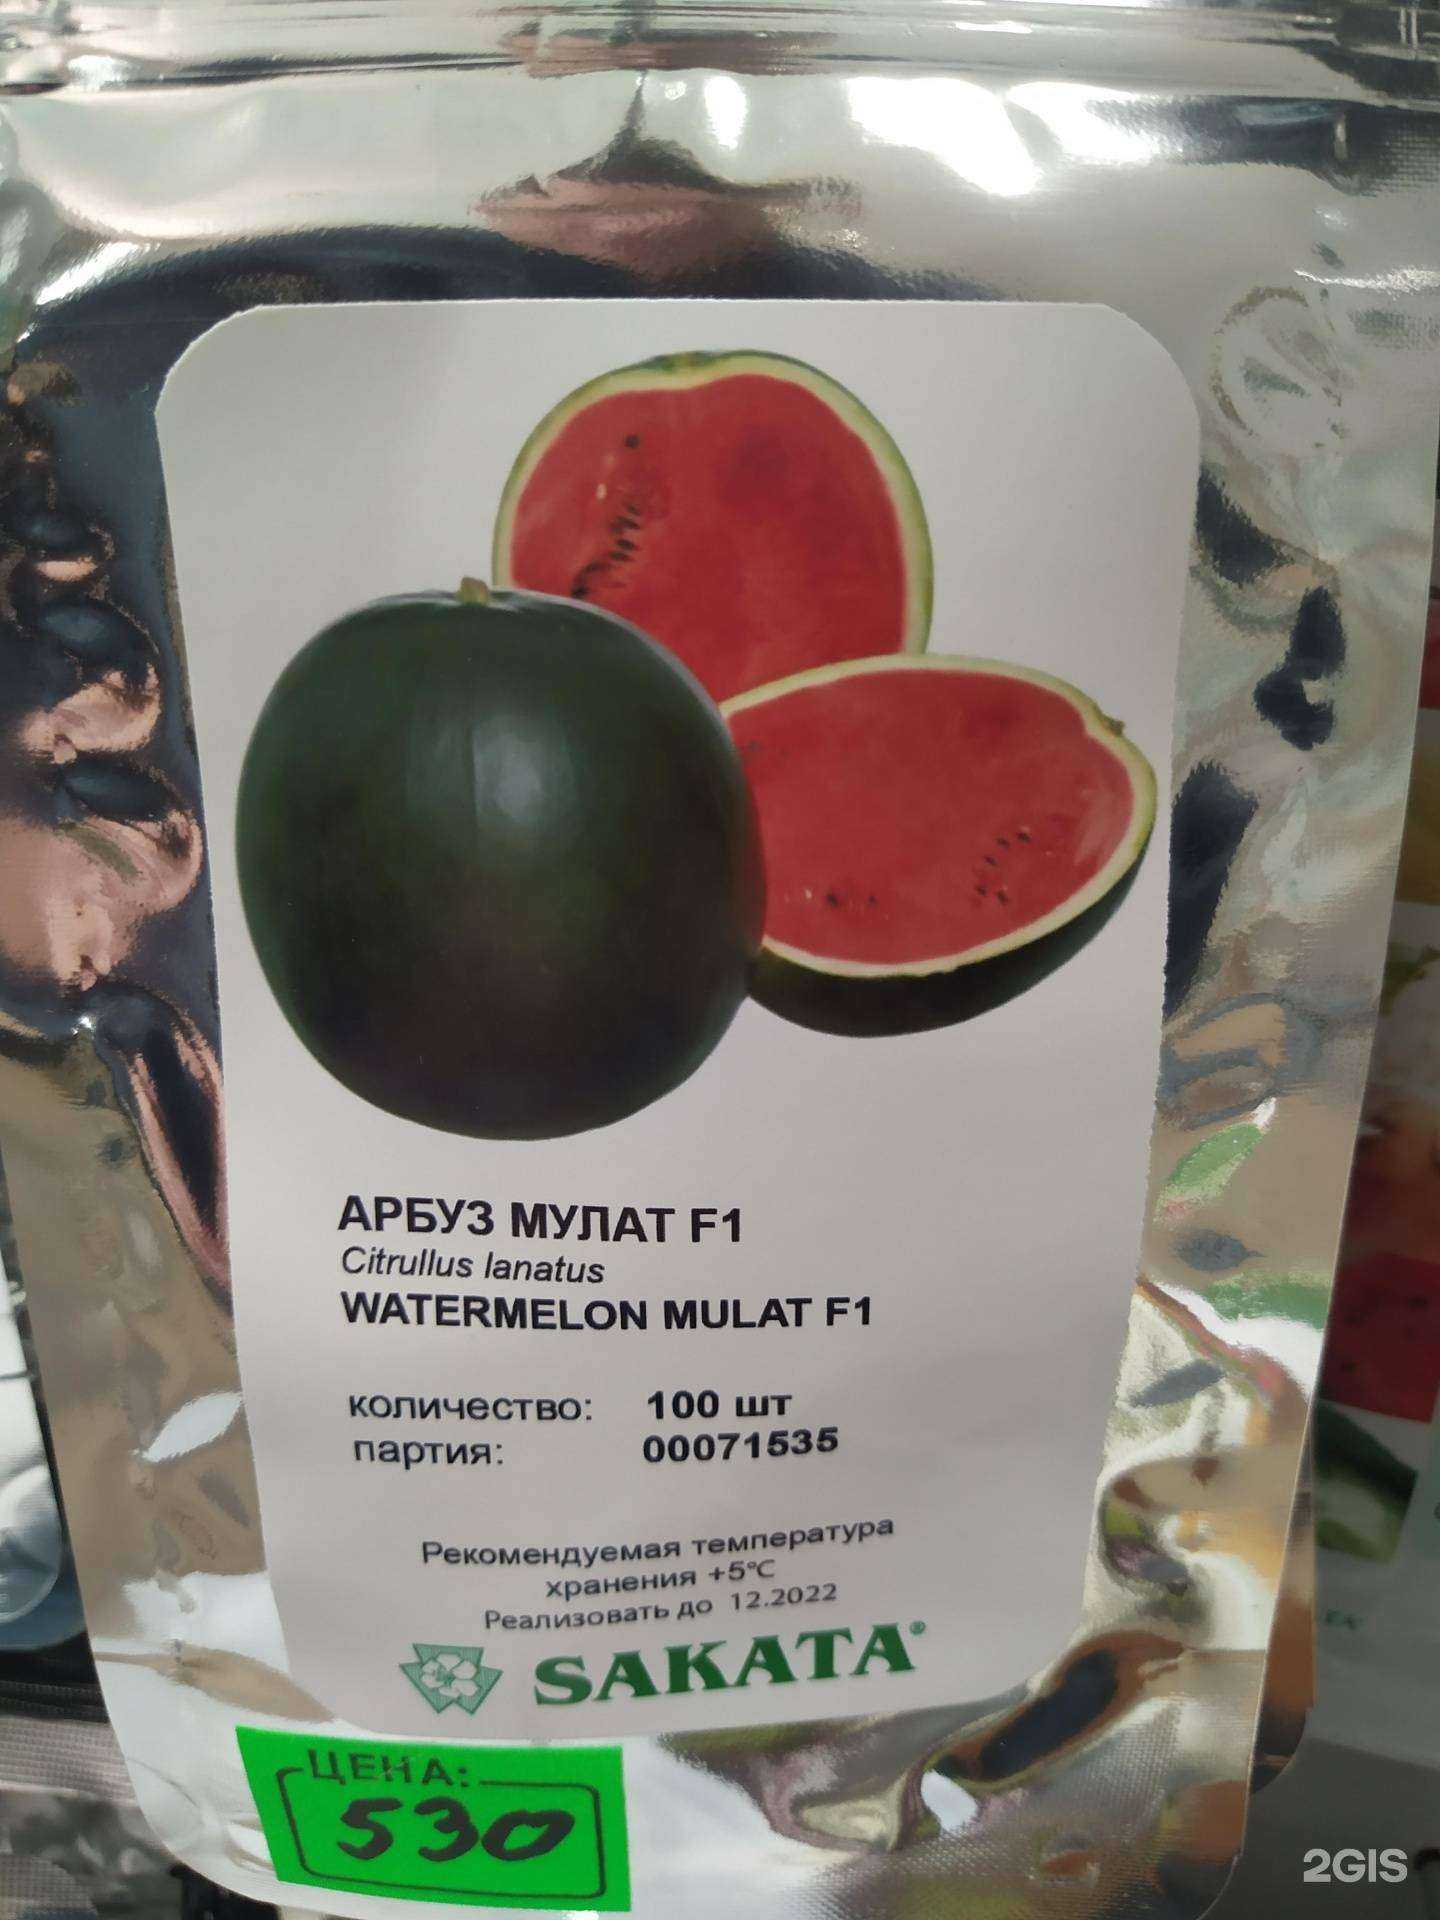 АРБУЗ МУЛАТ F1
Citrullus lanatus
WATERMELON MULAT F1
количество: 100 шт
партия: 00071535
Рекомендуемая температура
хранения +5°C
Реализовать до 12.2022
SAKATA®
ЦЕНА:
530
2GIS